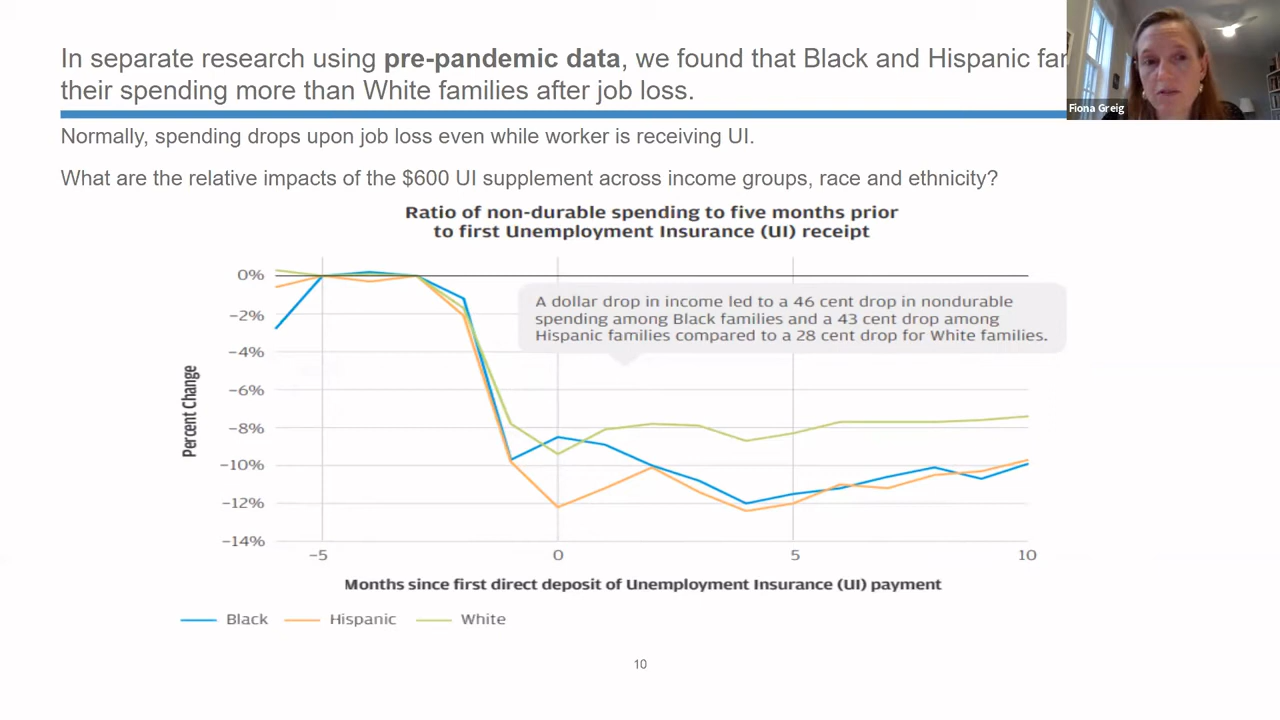 In separate research using pre-pandemic data, we found that Black and Hispanic
their spending more than White families after job loss.
Fiona Greig
Normally, spending drops upon job loss even while worker is receiving UI.
What are the relative impacts of the $600 UI supplement across income groups, race and ethnicity?
Ratio of non-durable spending to five months prior
to first Unemployment Insurance (UI) receipt
0%
−2%
−4%
−6%
−8%
−10%
−12%
−14%
Percent Change
A dollar drop in income led to a 46 cent drop in nondurable
spending among Black families and a 43 cent drop among
Hispanic families compared to a 28 cent drop for White families.
−5 0 5 10
Months since first direct deposit of Unemployment Insurance (UI) payment
Black Hispanic White
10